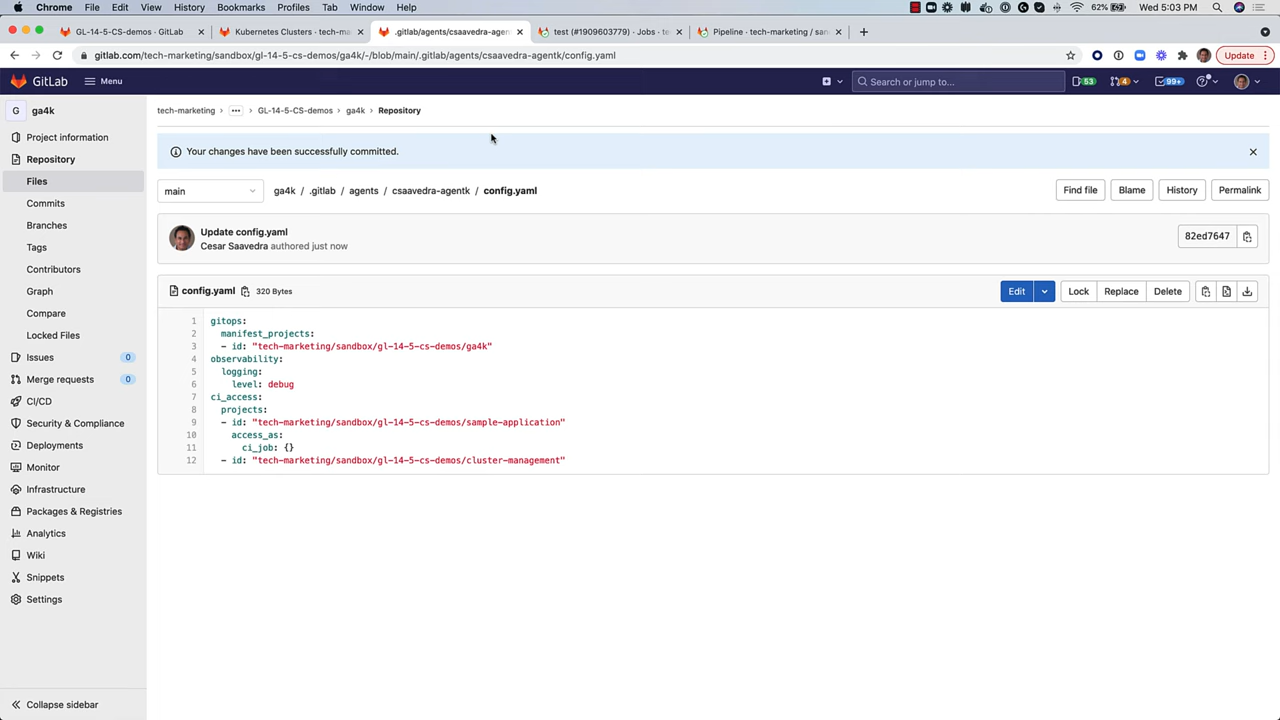 Chrome File Edit View History Bookmarks Profiles Tab Window Help 62% Wed 5:03 PM
GL-14-5-CS-demo · GitLab
Kubernetes Clusters · tech-m
.gitlab/agents/csaavedra-agen
test (#1909603779) · Jobs · te
Pipeline · tech-marketing / san
gitlab.com/tech-marketing/sandbox/gl-14-5-cs-demos/ga4k/-/blob/main/.gitlab/agents/csaavedra-agentk/config.yaml
Update
GitLab Menu Search or jump to... 53 4 99+
G ga4k
Project information
Repository
Files
Commits
Branches
Tags
Contributors
Graph
Compare
Locked Files
Issues 0
Merge requests 0
CI/CD
Security & Compliance
Deployments
Monitor
Infrastructure
Packages & Registries
Analytics
Wiki
Snippets
Settings
Collapse sidebar
tech-marketing > ··· > GL-14-5-CS-demos > ga4k > Repository
Your changes have been successfully committed.
main ga4k / .gitlab / agents / csaavedra-agentk / config.yaml Find file Blame History Permalink
Update config.yaml
Cesar Saavedra authored just now
82ed7647
config.yaml 320 Bytes Edit Lock Replace Delete
1 gitops:
2 manifest_projects:
3 - id: "tech-marketing/sandbox/gl-14-5-cs-demos/ga4k"
4 observability:
5 logging:
6 level: debug
7 ci_access:
8 projects:
9 - id: "tech-marketing/sandbox/gl-14-5-cs-demos/sample-application"
10 access_as:
11 ci_job: {}
12 - id: "tech-marketing/sandbox/gl-14-5-cs-demos/cluster-management"